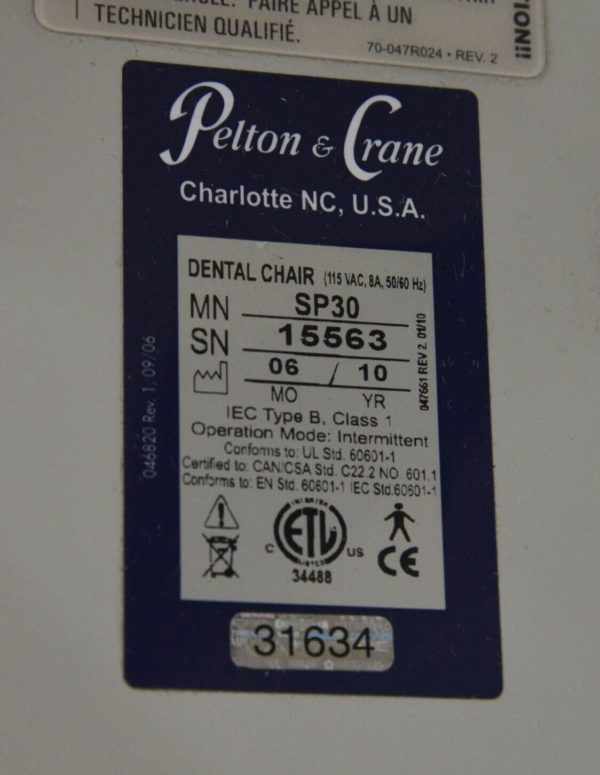 FAIRE APPEL À UN
TECHNICIEN QUALIFIÉ.
70-047R024 • REV. 2
Pelton & Crane
Charlotte NC, U.S.A.
DENTAL CHAIR (115 VAC, 8A, 50/60 Hz)
MN SP30
SN 15563
06 / 10
MO YR
047661 REV 2. 01/10
046820 Rev. 1. 09/06
IEC Type B, Class 1
Operation Mode: Intermittent
Conforms to: UL Std. 60601-1
Certified to: CAN/CSA Std. C22.2 NO. 601.1
Conforms to: EN Std. 60601-1 IEC Std.60601-1
ETL
C US
34488
CE
31634